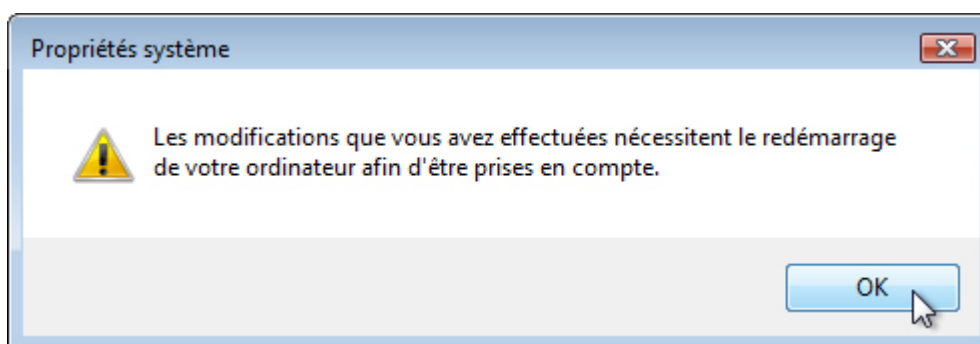 Propriétés système
Les modifications que vous avez effectuées nécessitent le redémarrage
de votre ordinateur afin d'être prises en compte.
OK